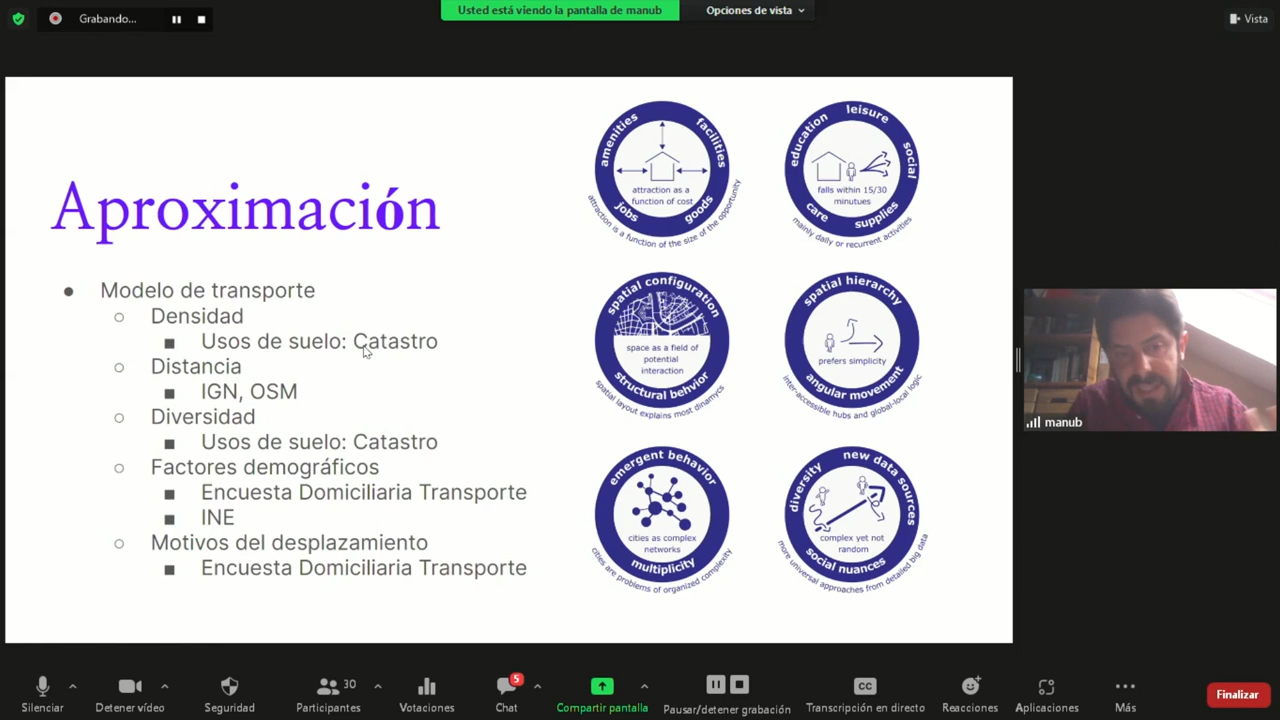 Grabando...
Usted está viendo la pantalla de manub
Opciones de vista
Vista
Aproximación
● Modelo de transporte
○ Densidad
■ Usos de suelo: Catastro
○ Distancia
■ IGN, OSM
○ Diversidad
■ Usos de suelo: Catastro
○ Factores demográficos
■ Encuesta Domiciliaria Transporte
■ INE
○ Motivos del desplazamiento
■ Encuesta Domiciliaria Transporte
amenities
facilities
attraction as a
function of cost
jobs
goods
attraction is a function of the size of the opportunity
education
leisure
social
falls within 15/30
minutues
care
supplies
mainly daily or recurrent activities
spatial configuration
space as a field of
potential
interaction
structural behvior
spatial layout explains most dinamycs
spatial hierarchy
prefers simplicity
angular movement
inter-accessible hubs and global-local logic
emergent behavior
cities as complex
networks
multiplicity
cities are problems of organized complexity
diversity
new data sources
complex yet not
random
social nuances
more universal approaches from detailed big data
manub
Silenciar
Detener vídeo
Seguridad
30
Participantes
Votaciones
5
Chat
Compartir pantalla
Pausar/detener grabación
CC
Transcripción en directo
Reacciones
Aplicaciones
Más
Finalizar